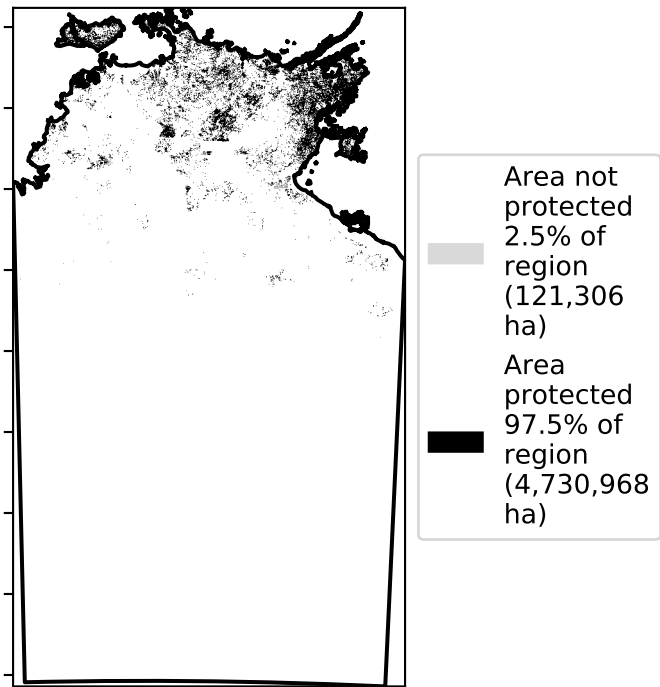 Area not
protected
2.5% of
region
(121,306
ha)
Area
protected
97.5% of
region
(4,730,968
ha)